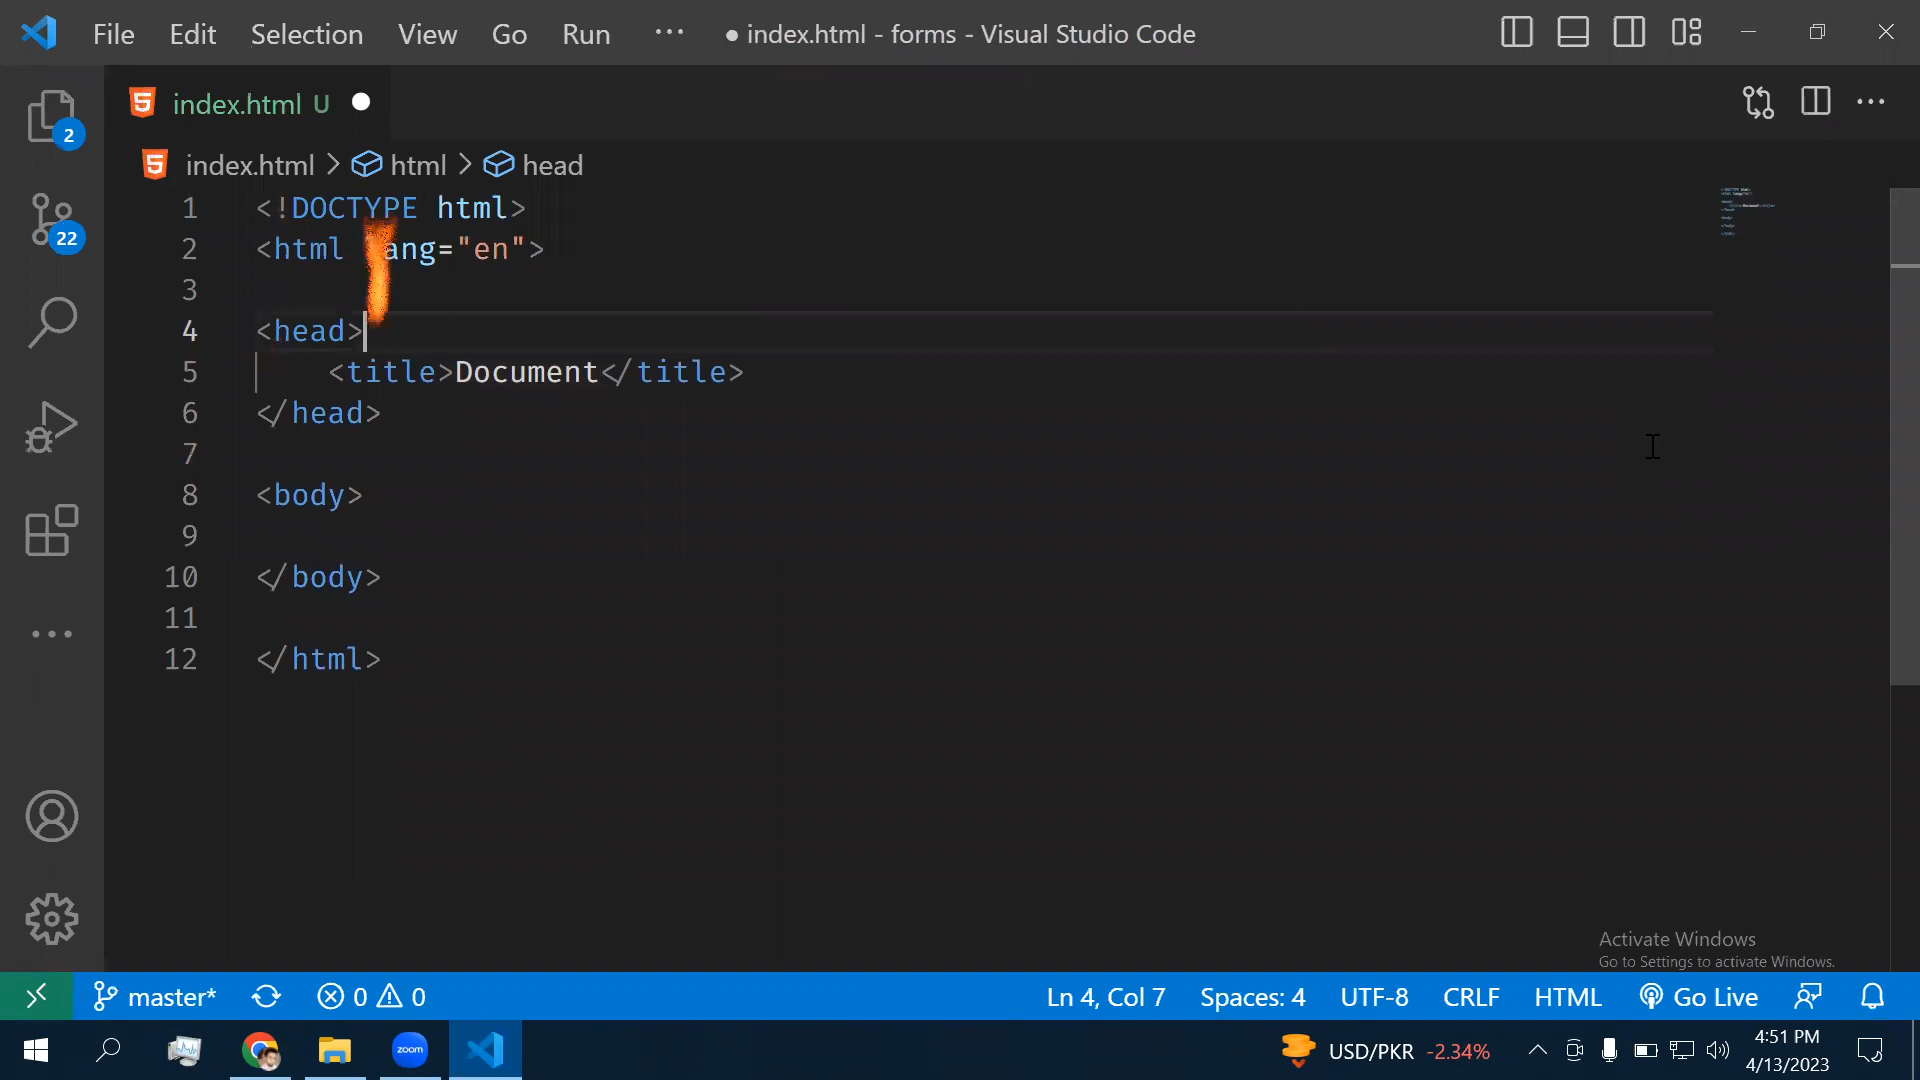 File Edit Selection View Go Run ··· ● index.html - forms - Visual Studio Code
index.html U
2
index.html > html > head
22
1 <!DOCTYPE html>
2 <html ang="en">
3
4 <head>
5 <title>Document</title>
6 </head>
7
8 <body>
9
10 </body>
11
12 </html>
Activate Windows
Go to Settings to activate Windows.
master* 0 0 Ln 4, Col 7 Spaces: 4 UTF-8 CRLF HTML Go Live
zoom USD/PKR -2.34% 4:51 PM
4/13/2023